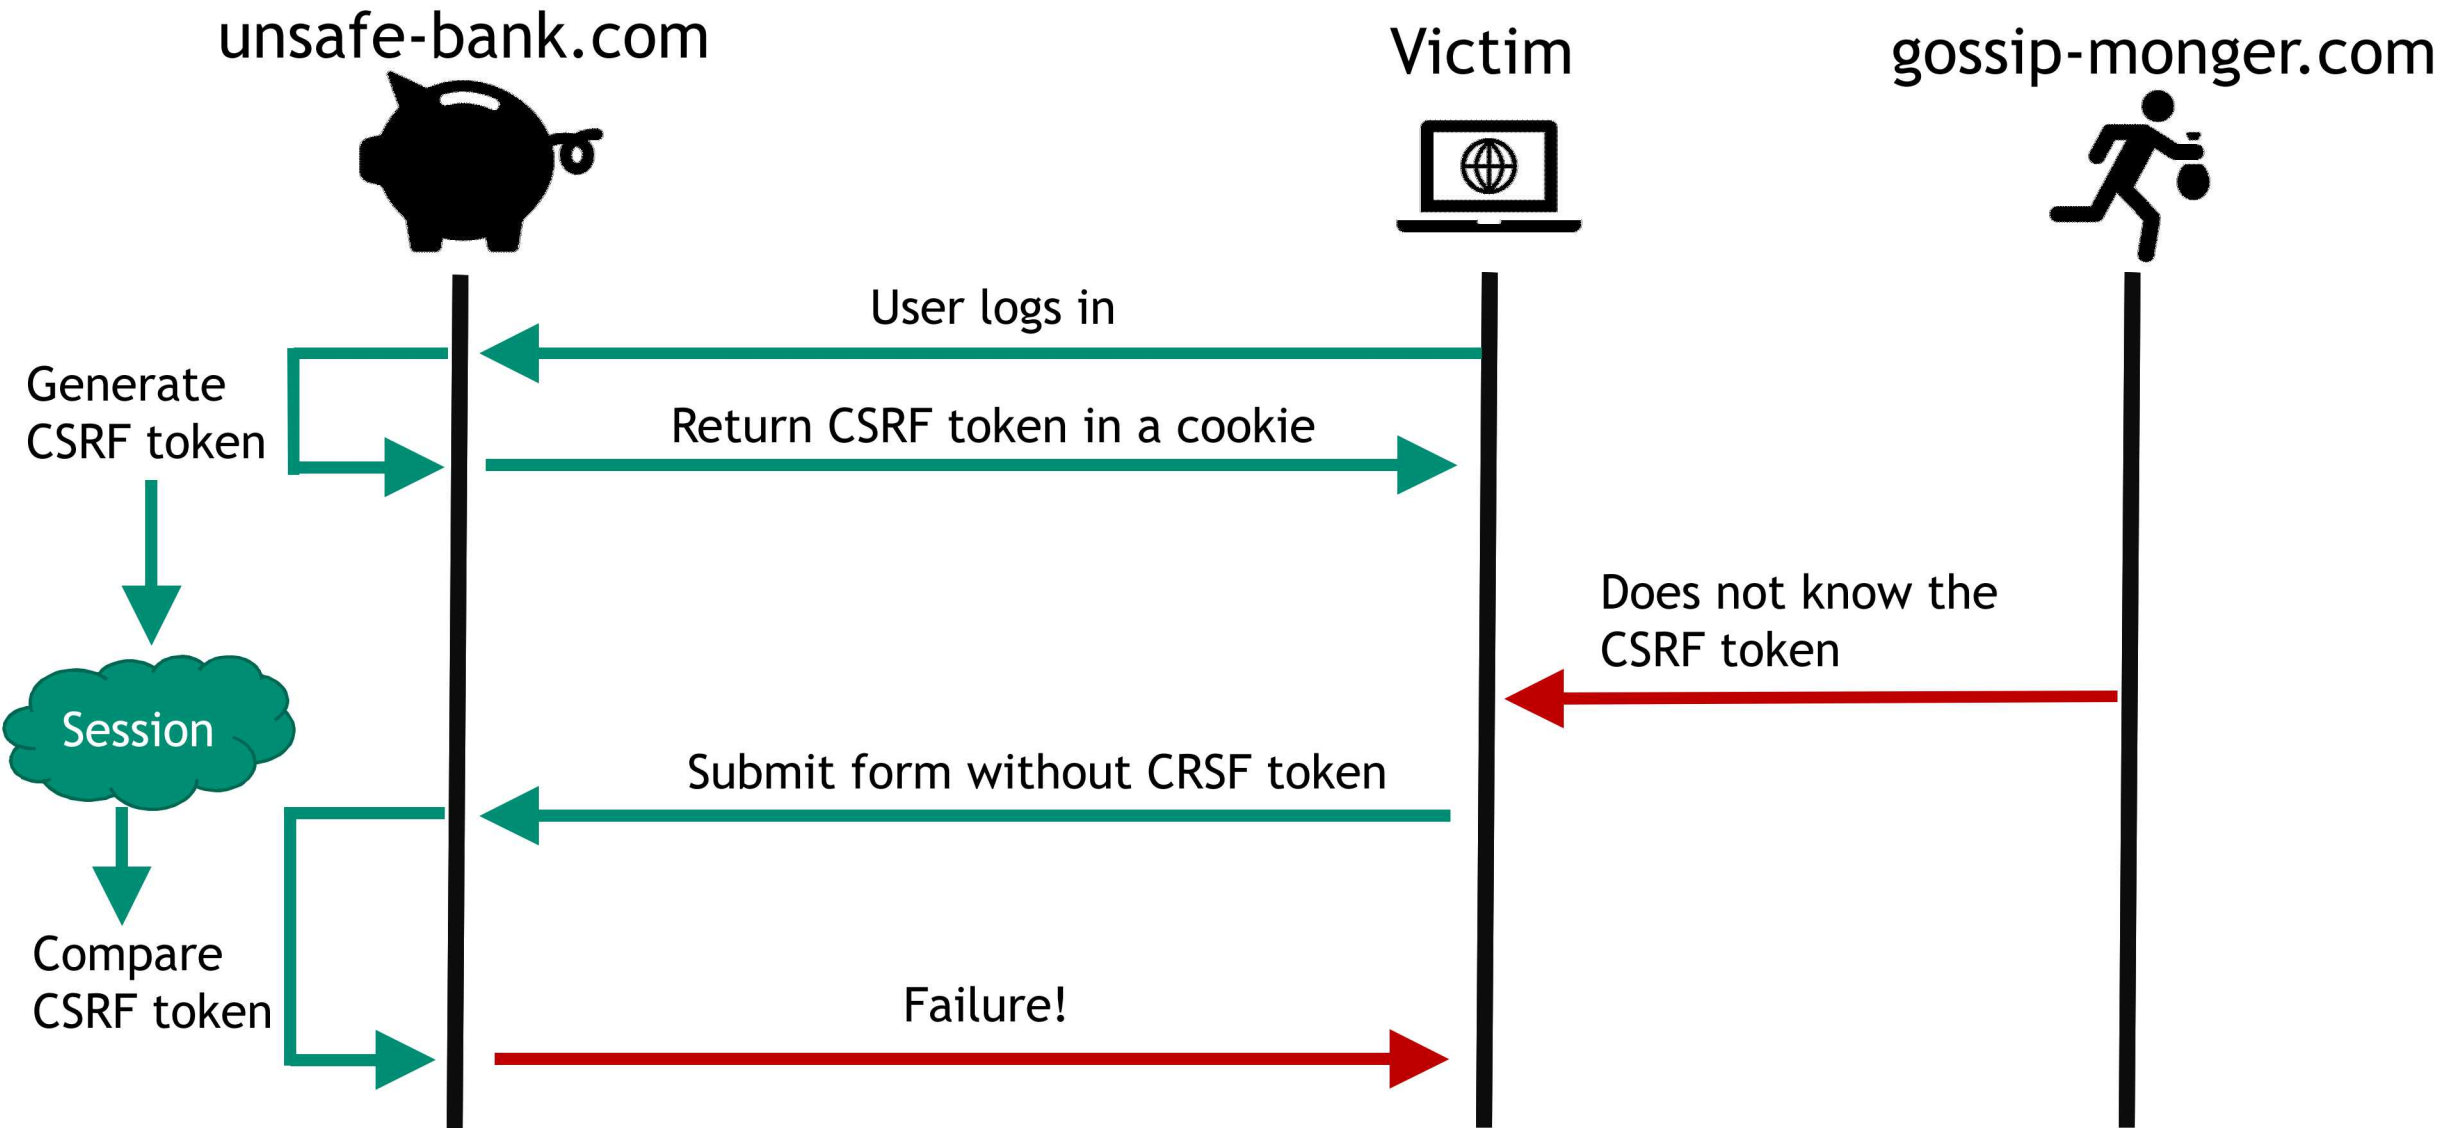 unsafe-bank.com
Victim
gossip-monger.com
User logs in
Generate
CSRF token
Return CSRF token in a cookie
Does not know the
CSRF token
Session
Submit form without CRSF token
Compare
CSRF token
Failure!